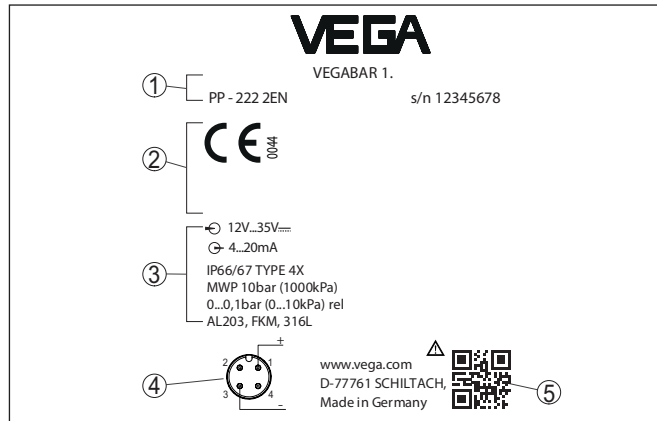 VEGA
VEGABAR 1.
① PP - 222 2EN s/n 12345678
② CE 0044
12V...35V⎓
4...20mA
③ IP66/67 TYPE 4X
MWP 10bar (1000kPa)
0...0,1bar (0...10kPa) rel
AL203, FKM, 316L
+
2 1
④
3 4
-
www.vega.com
D-77761 SCHILTACH,
Made in Germany
⑤